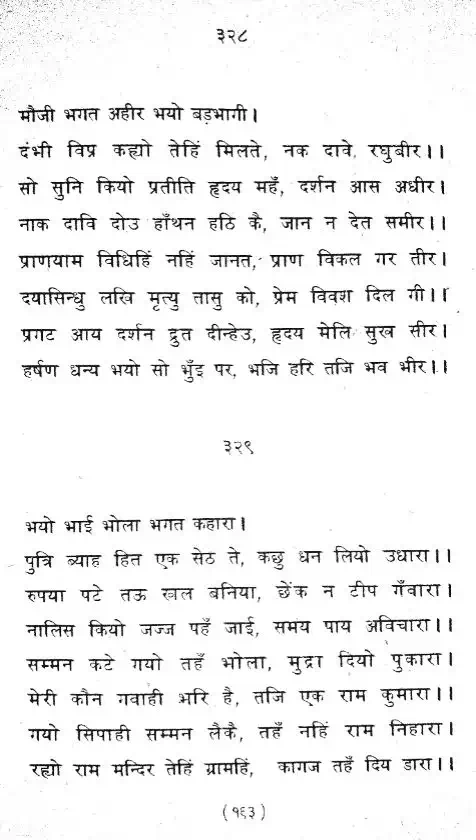 ३२८
मौजी भगत अहीर भयो बड़भागी।
दंभी विप्र कह्यो तेहिं मिलते, नक दावे, रघुबीर।।
सो सुनि कियो प्रतीति हृदय महँ, दर्शन आस अधीर।
नाक दावि दोउ हाँथन हठि कै, जान न देत समीर।।
प्राणयाम विधिहिं नहिं जानत, प्राण विकल गर तीर।
दयासिन्धु लखि मृत्यु तासु को, प्रेम विवश दिल गी।।
प्रगट आय दर्शन द्रुत दीन्हेउ, हृदय मेलि सुख सीर।
हर्षण धन्य भयो सो भुँइ पर, भजि हरि तजि भव भीर।।
३२९
भयो भाई भोला भगत कहारा।
पुत्रि ब्याह हित एक सेठ ते, कछु धन लियो उधारा।।
रुपया पटे तऊ खल बनिया, छेंक न टीप गँवारा।
नालिस कियो जज्ज पहँ जाई, समय पाय अविचारा।।
सम्मन कटे गयो तहँ भोला, मुद्रा दियो पुकारा।
मेरी कौन गवाही भरि है, तजि एक राम कुमारा।।
गयो सिपाही सम्मन लैकै, तहँ नहिं राम निहारा।
रह्यो राम मन्दिर तेहिं ग्रामहिं, कागज तहँ दिय डारा।।
(१६३)